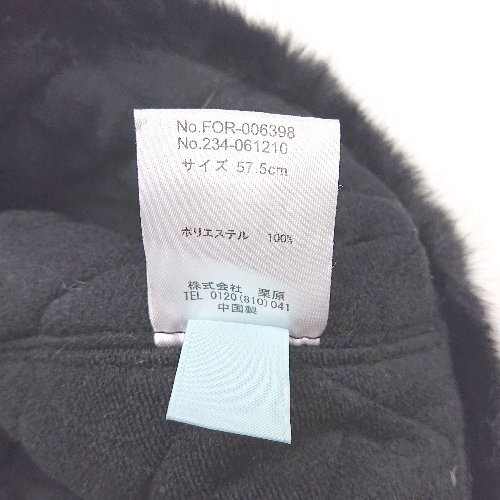 No.FOR-006398
No.234-061210
サイズ 57.5cm
ポリエステル 100%
株式会社 栗原
TEL 0120(810)041
中国製